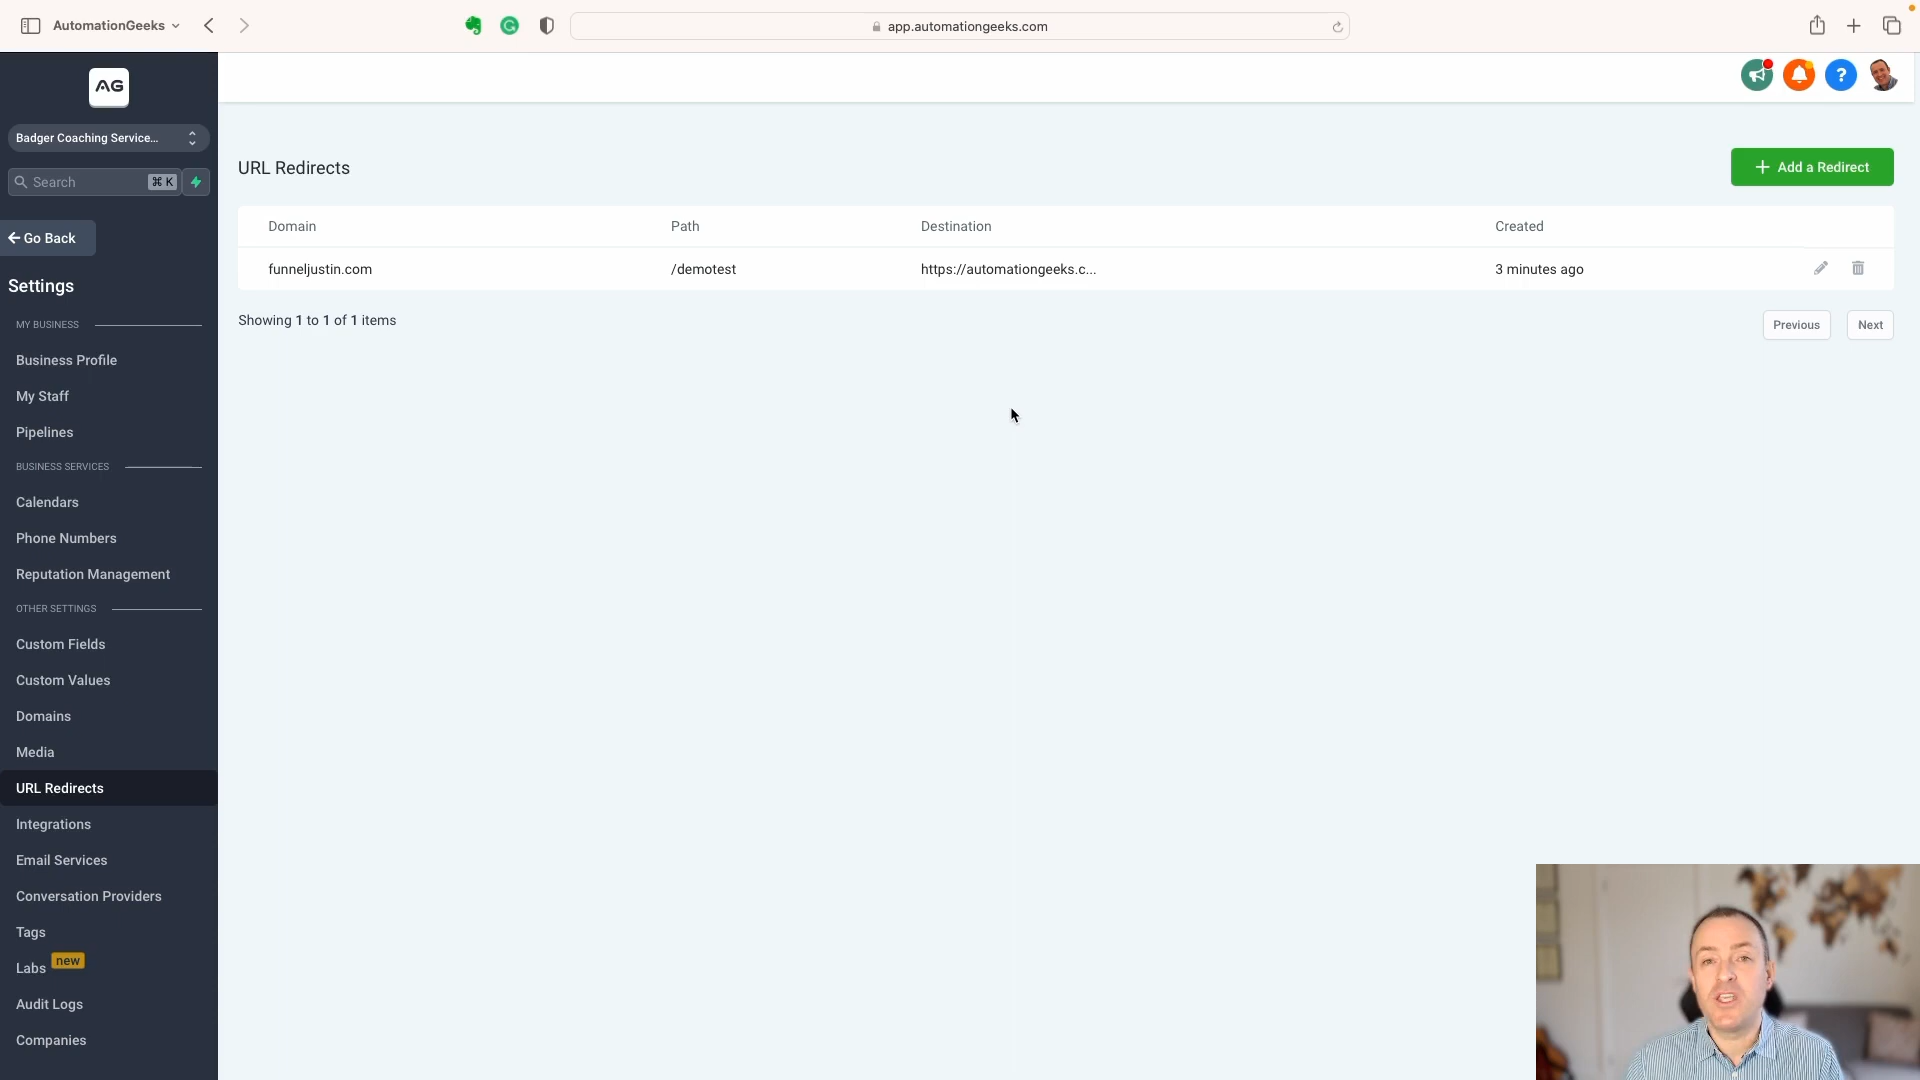 AutomationGeeks
app.automationgeeks.com
AG
Badger Coaching Service...
Search ⌘ K
Go Back
Settings
MY BUSINESS
Business Profile
My Staff
Pipelines
BUSINESS SERVICES
Calendars
Phone Numbers
Reputation Management
OTHER SETTINGS
Custom Fields
Custom Values
Domains
Media
URL Redirects
Integrations
Email Services
Conversation Providers
Tags
Labs new
Audit Logs
Companies
?
URL Redirects
+ Add a Redirect
Domain Path Destination Created
funneljustin.com /demotest https://automationgeeks.c... 3 minutes ago
Showing 1 to 1 of 1 items
Previous Next